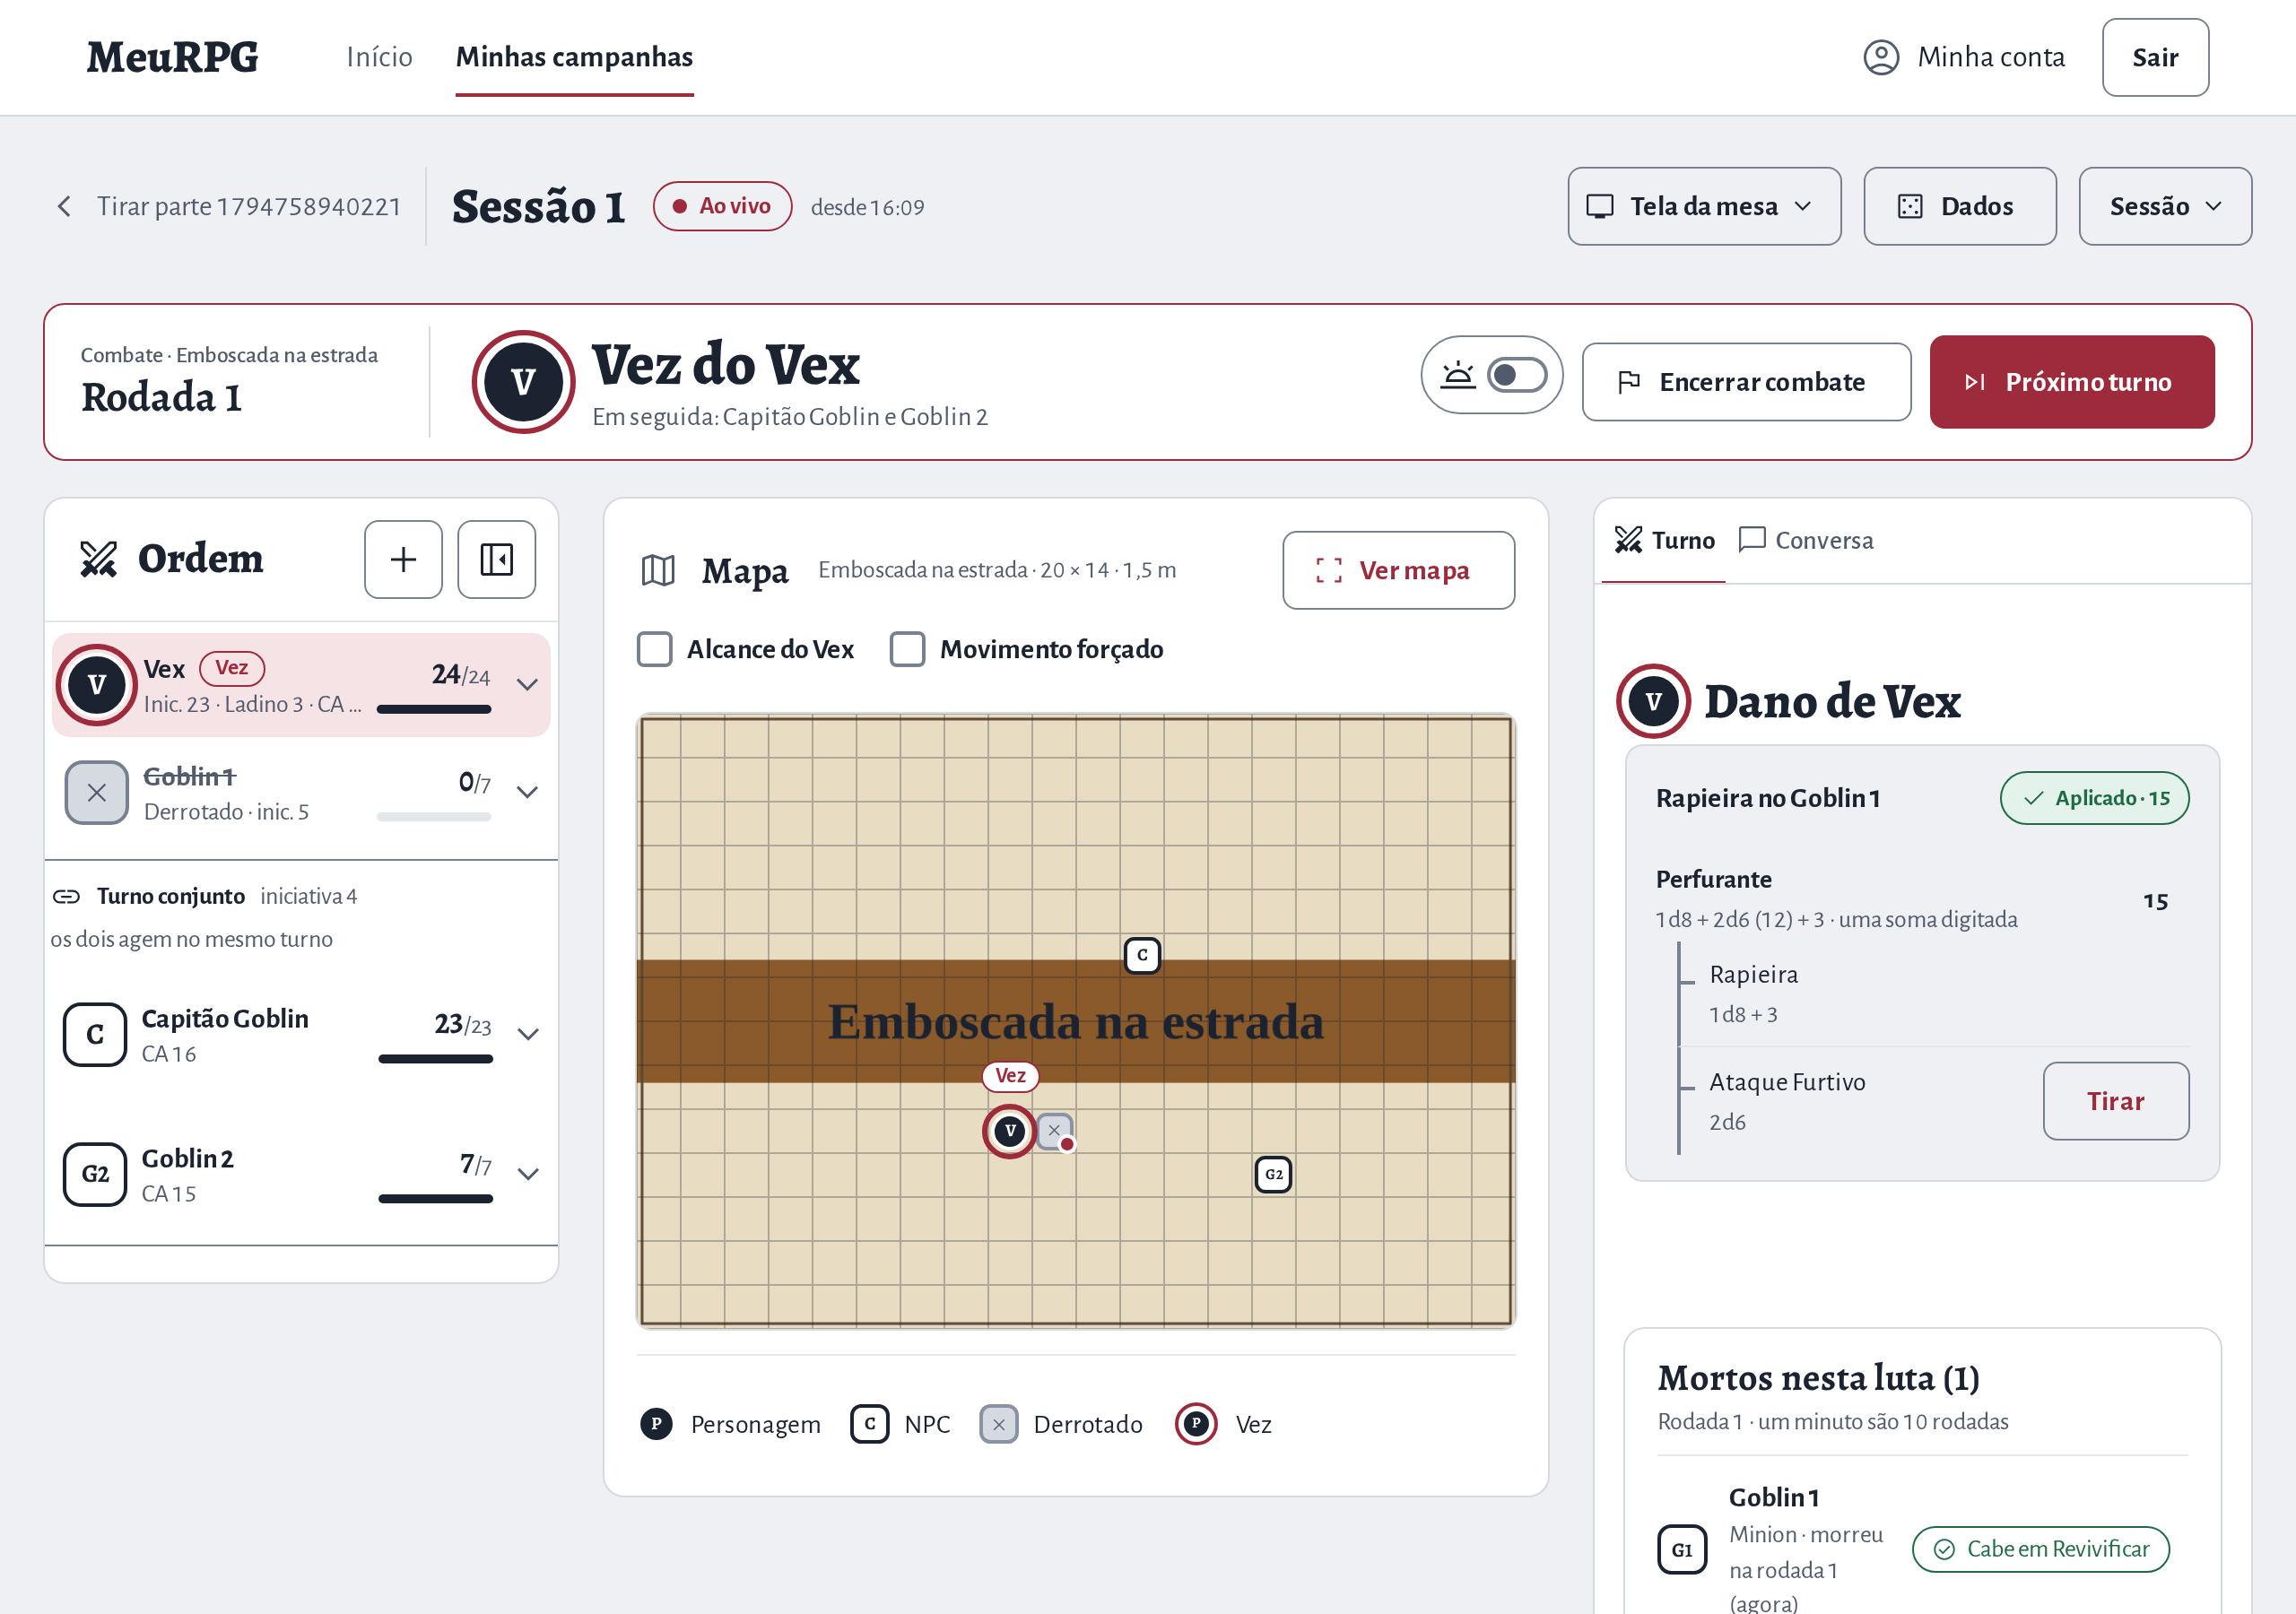 MeuRPG
Início
Minhas campanhas
Minha conta
Sair
Tirar parte 1794758940221
Sessão 1
Ao vivo
desde 16:09
Tela da mesa
Dados
Sessão
Combate · Emboscada na estrada
Rodada 1
V
Vez do Vex
Em seguida: Capitão Goblin e Goblin 2
Encerrar combate
Próximo turno
Ordem
V
Vex
Vez
24/24
Inic. 23 · Ladino 3 · CA ...
Goblin 1
0/7
Derrotado · inic. 5
Turno conjunto
iniciativa 4
os dois agem no mesmo turno
C
Capitão Goblin
23/23
CA 16
G2
Goblin 2
7/7
CA 15
Mapa
Emboscada na estrada · 20 × 14 · 1,5 m
Ver mapa
Alcance do Vex
Movimento forçado
C
Emboscada na estrada
Vez
V
G2
P
Personagem
C
NPC
Derrotado
P
Vez
Turno
Conversa
V
Dano de Vex
Rapieira no Goblin 1
Aplicado · 15
Perfurante
15
1d8 + 2d6 (12) + 3 · uma soma digitada
Rapieira
1d8 + 3
Ataque Furtivo
2d6
Tirar
Mortos nesta luta (1)
Rodada 1 · um minuto são 10 rodadas
G1
Goblin 1
Minion · morreu
na rodada 1
(agora)
Cabe em Revivificar